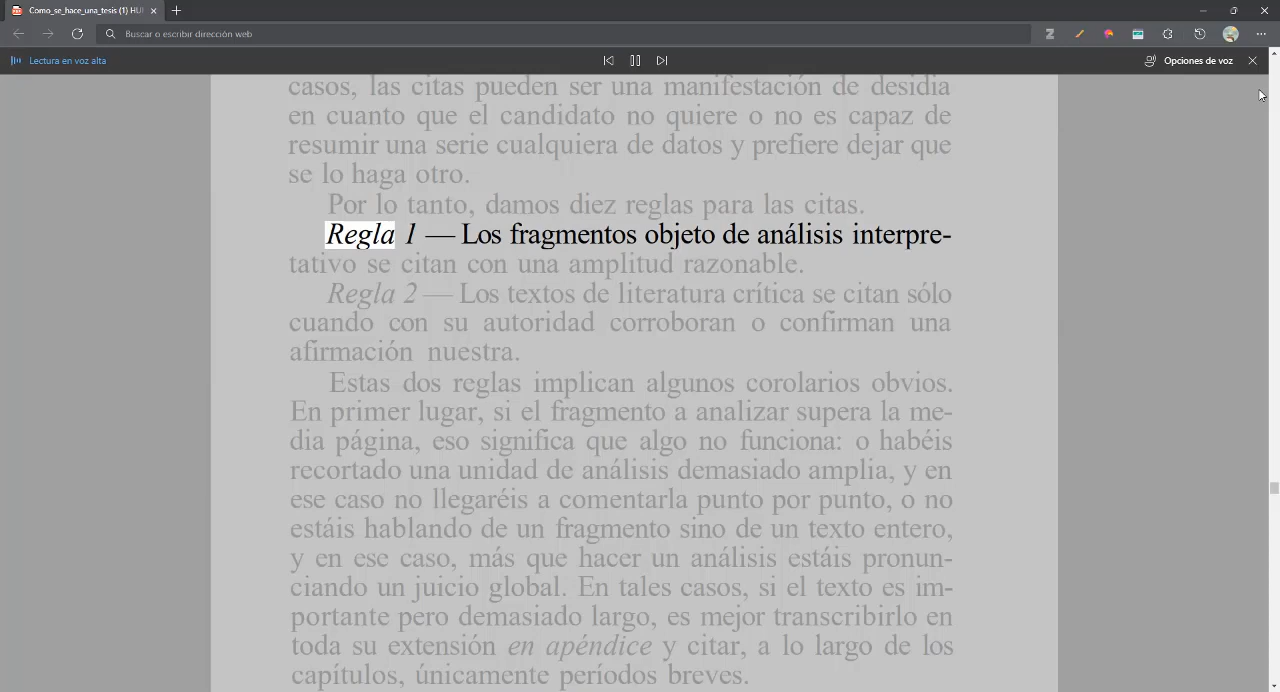 Como_se_hace_una_tesis (1) HU
Buscar o escribir dirección web
Lectura en voz alta
Opciones de voz
casos, las citas pueden ser una manifestación de desidia
en cuanto que el candidato no quiere o no es capaz de
resumir una serie cualquiera de datos y prefiere dejar que
se lo haga otro.
Por lo tanto, damos diez reglas para las citas.
Regla 1 — Los fragmentos objeto de análisis interpre-
tativo se citan con una amplitud razonable.
Regla 2 — Los textos de literatura crítica se citan sólo
cuando con su autoridad corroboran o confirman una
afirmación nuestra.
Estas dos reglas implican algunos corolarios obvios.
En primer lugar, si el fragmento a analizar supera la me-
dia página, eso significa que algo no funciona: o habéis
recortado una unidad de análisis demasiado amplia, y en
ese caso no llegaréis a comentarla punto por punto, o no
estáis hablando de un fragmento sino de un texto entero,
y en ese caso, más que hacer un análisis estáis pronun-
ciando un juicio global. En tales casos, si el texto es im-
portante pero demasiado largo, es mejor transcribirlo en
toda su extensión en apéndice y citar, a lo largo de los
capítulos, únicamente períodos breves.